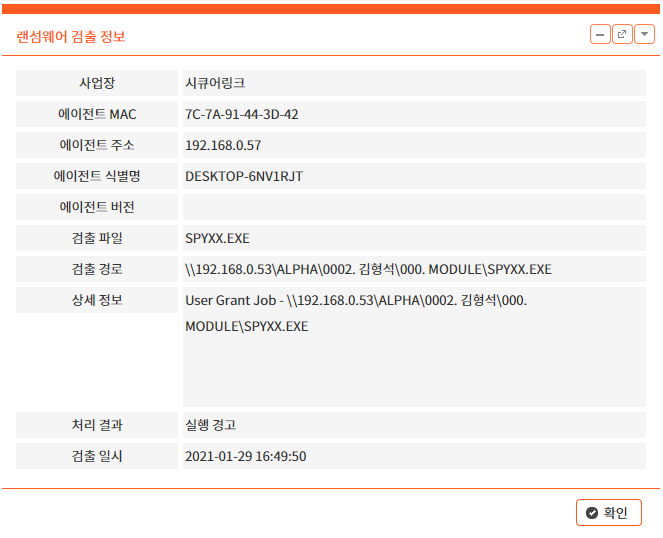 랜섬웨어 검출 정보
사업장 시큐어링크
에이전트 MAC 7C-7A-91-44-3D-42
에이전트 주소 192.168.0.57
에이전트 식별명 DESKTOP-6NV1RJT
에이전트 버전
검출 파일 SPYXX.EXE
검출 경로 \\192.168.0.53\ALPHA\0002. 김형석\000. MODULE\SPYXX.EXE
상세 정보 User Grant Job - \\192.168.0.53\ALPHA\0002. 김형석\000.
MODULE\SPYXX.EXE
처리 결과 실행 경고
검출 일시 2021-01-29 16:49:50
확인